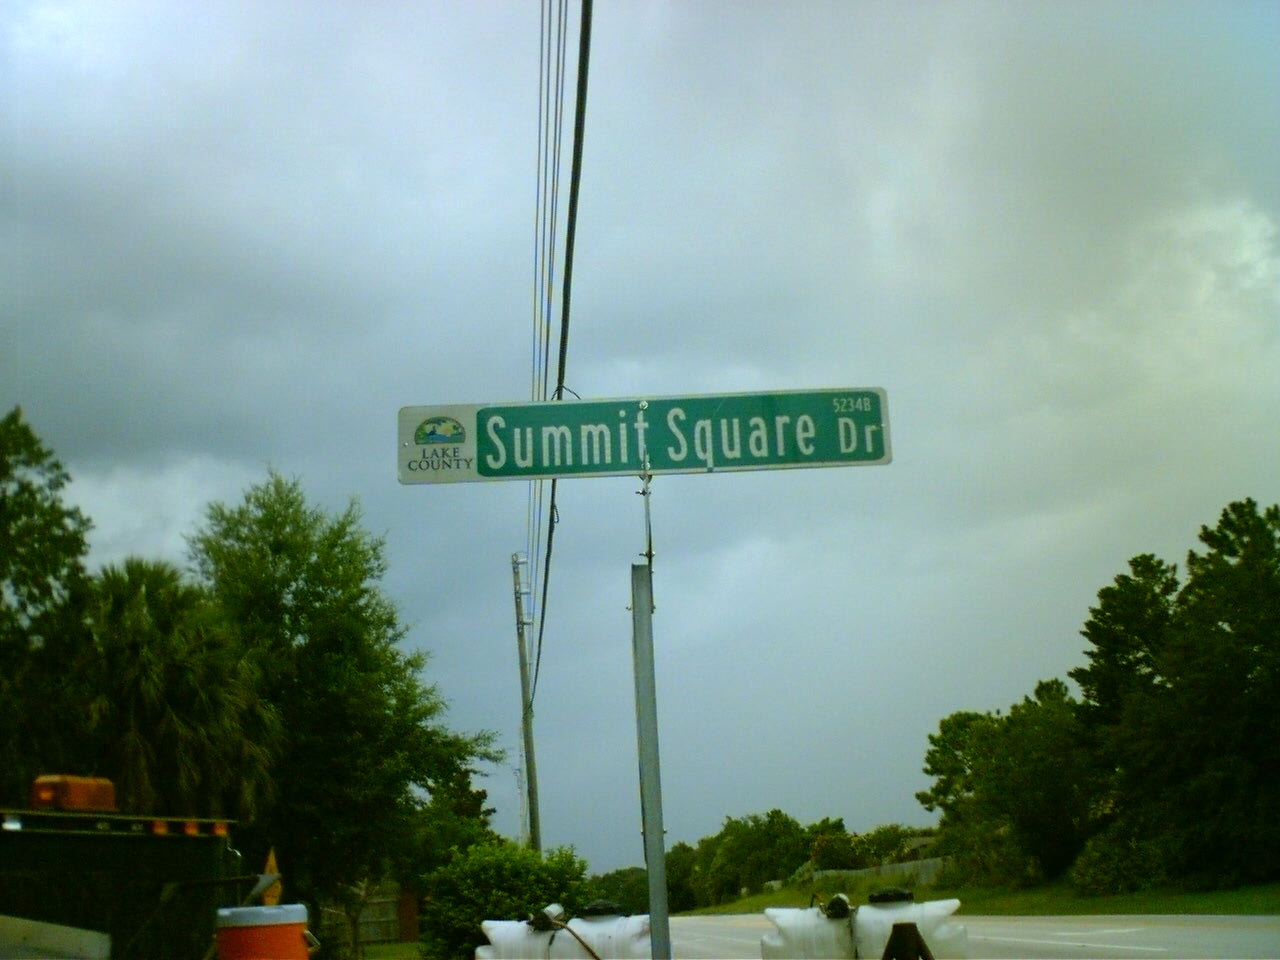 LAKE
COUNTY
5234B
Summit Square Dr